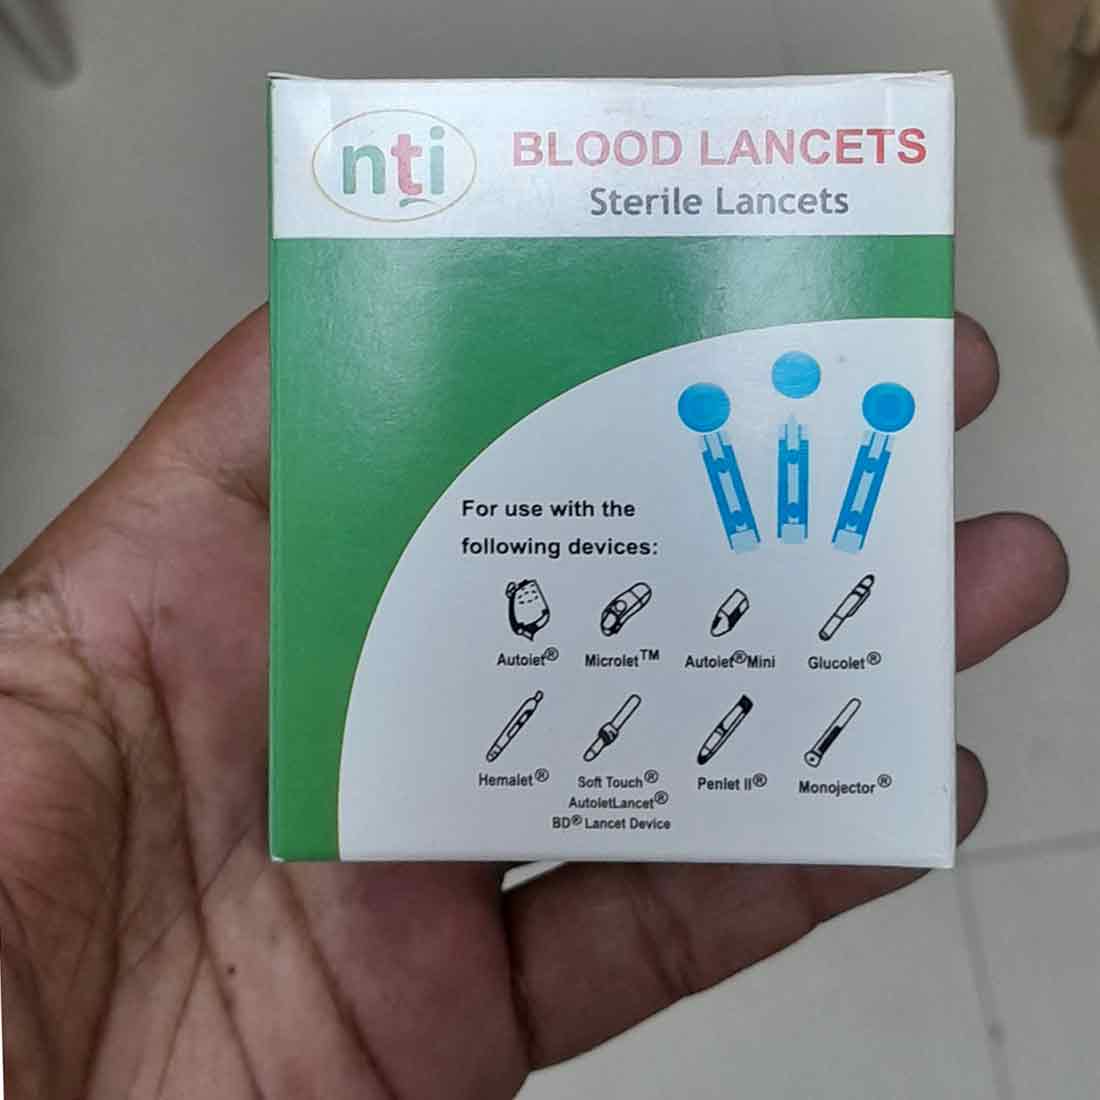 nti
BLOOD LANCETS
Sterile Lancets
For use with the
following devices:
Autolet®
Microlet™
Autolet®Mini
Glucolet®
Hemalet®
Soft Touch®
AutoletLancet®
BD® Lancet Device
Penlet II®
Monojector®